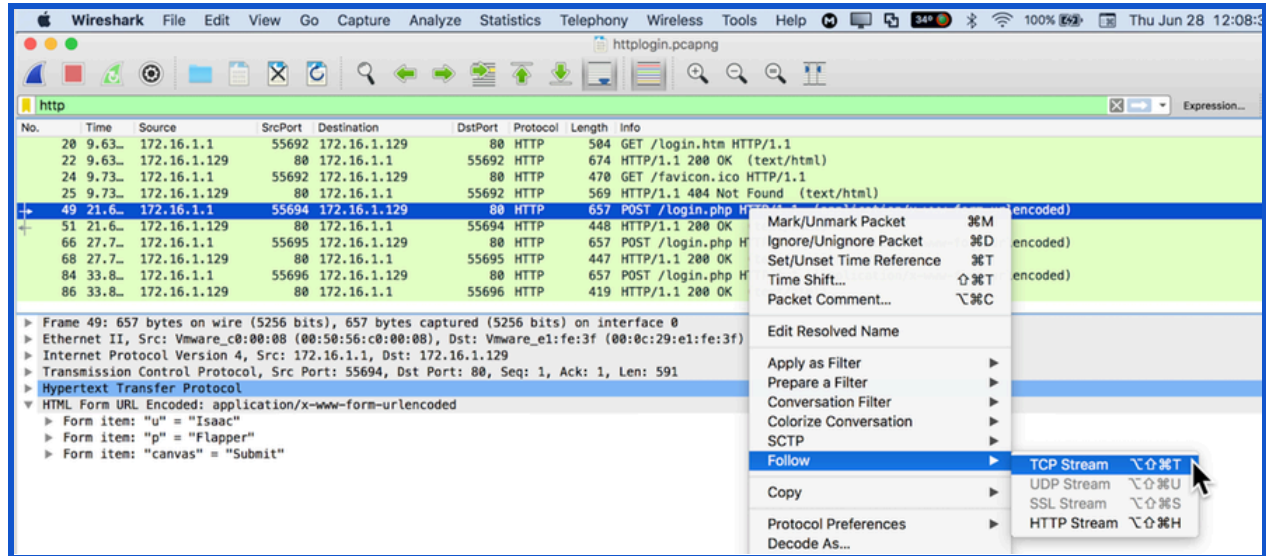 Wireshark File Edit View Go Capture Analyze Statistics Telephony Wireless Tools Help 34° 100% Thu Jun 28 12:08:3
httplogin.pcapng
http Expression...
No. Time Source SrcPort Destination DstPort Protocol Length Info
20 9.63… 172.16.1.1 55692 172.16.1.129 80 HTTP 504 GET /login.htm HTTP/1.1
22 9.63… 172.16.1.129 80 172.16.1.1 55692 HTTP 674 HTTP/1.1 200 OK (text/html)
24 9.73… 172.16.1.1 55692 172.16.1.129 80 HTTP 470 GET /favicon.ico HTTP/1.1
25 9.73… 172.16.1.129 80 172.16.1.1 55692 HTTP 569 HTTP/1.1 404 Not Found (text/html)
49 21.6… 172.16.1.1 55694 172.16.1.129 80 HTTP 657 POST /login.php encoded)
51 21.6… 172.16.1.129 80 172.16.1.1 55694 HTTP 448 HTTP/1.1 200 OK
66 27.7… 172.16.1.1 55695 172.16.1.129 80 HTTP 657 POST /login.php H encoded)
68 27.7… 172.16.1.129 80 172.16.1.1 55695 HTTP 447 HTTP/1.1 200 OK
84 33.8… 172.16.1.1 55696 172.16.1.129 80 HTTP 657 POST /login.php H encoded)
86 33.8… 172.16.1.129 80 172.16.1.1 55696 HTTP 419 HTTP/1.1 200 OK
Frame 49: 657 bytes on wire (5256 bits), 657 bytes captured (5256 bits) on interface 0
Ethernet II, Src: Vmware_c0:00:08 (00:50:56:c0:00:08), Dst: Vmware_e1:fe:3f (00:0c:29:e1:fe:3f)
Internet Protocol Version 4, Src: 172.16.1.1, Dst: 172.16.1.129
Transmission Control Protocol, Src Port: 55694, Dst Port: 80, Seq: 1, Ack: 1, Len: 591
Hypertext Transfer Protocol
HTML Form URL Encoded: application/x-www-form-urlencoded
Form item: "u" = "Isaac"
Form item: "p" = "Flapper"
Form item: "canvas" = "Submit"
Mark/Unmark Packet ⌘M
Ignore/Unignore Packet ⌘D
Set/Unset Time Reference ⌘T
Time Shift... ⇧⌘T
Packet Comment... ⌥⌘C
Edit Resolved Name
Apply as Filter
Prepare a Filter
Conversation Filter
Colorize Conversation
SCTP
Follow
Copy
Protocol Preferences
Decode As...
TCP Stream ⌥⇧⌘T
UDP Stream ⌥⇧⌘U
SSL Stream ⌥⇧⌘S
HTTP Stream ⌥⇧⌘H